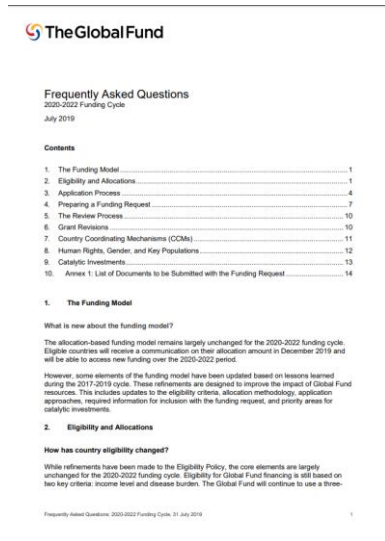 The Global Fund
Frequently Asked Questions
2020-2022 Funding Cycle
July 2019
Contents
1. The Funding Model ........ 1
2. Eligibility and Allocations ........ 1
3. Application Process ........ 4
4. Preparing a Funding Request ........ 7
5. The Review Process ........ 10
6. Grant Revisions ........ 10
7. Country Coordinating Mechanisms (CCMs) ........ 11
8. Human Rights, Gender, and Key Populations ........ 12
9. Catalytic Investments ........ 13
10. Annex 1: List of Documents to be Submitted with the Funding Request ........ 14
1. The Funding Model
What is new about the funding model?
The allocation-based funding model remains largely unchanged for the 2020-2022 funding cycle.
Eligible countries will receive a communication on their allocation amount in December 2019 and
will be able to access new funding over the 2020-2022 period.
However, some elements of the funding model have been updated based on lessons learned
during the 2017-2019 cycle. These refinements are designed to improve the impact of Global Fund
resources. This includes updates to the eligibility criteria, allocation methodology, application
approaches, required information for inclusion with the funding request, and priority areas for
catalytic investments.
2. Eligibility and Allocations
How has country eligibility changed?
While refinements have been made to the Eligibility Policy, the core elements are largely
unchanged for the 2020-2022 funding cycle. Eligibility for Global Fund financing is still based on
two key criteria: income level and disease burden. The Global Fund will continue to use a three-
Frequently Asked Questions: 2020-2022 Funding Cycle, 31 July 2019 1